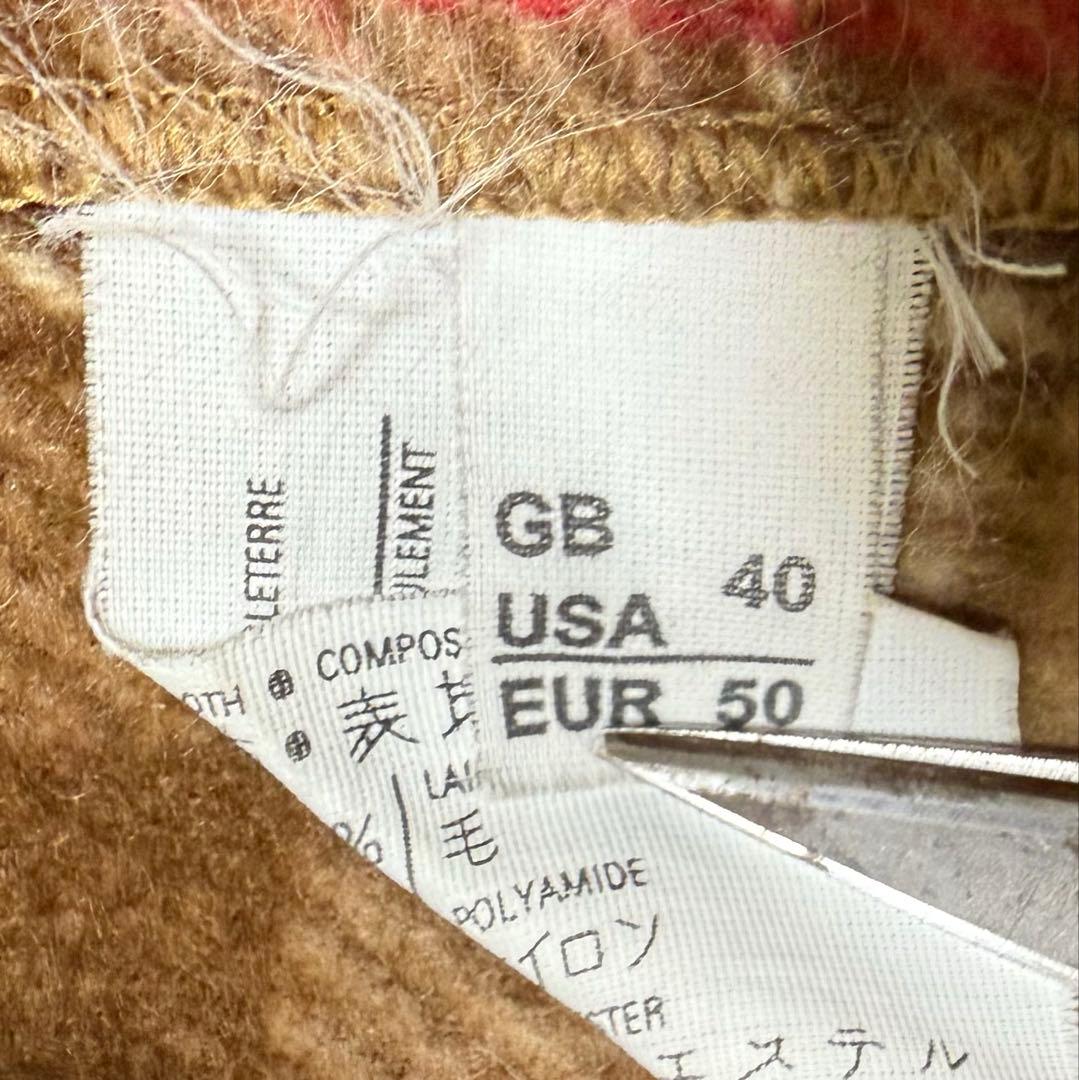 GB
USA 40
EUR 50
LETERRE
ULEMENT
COMPOS
表
LAI
毛
%
POLYAMIDE
イロン
TER
エステル